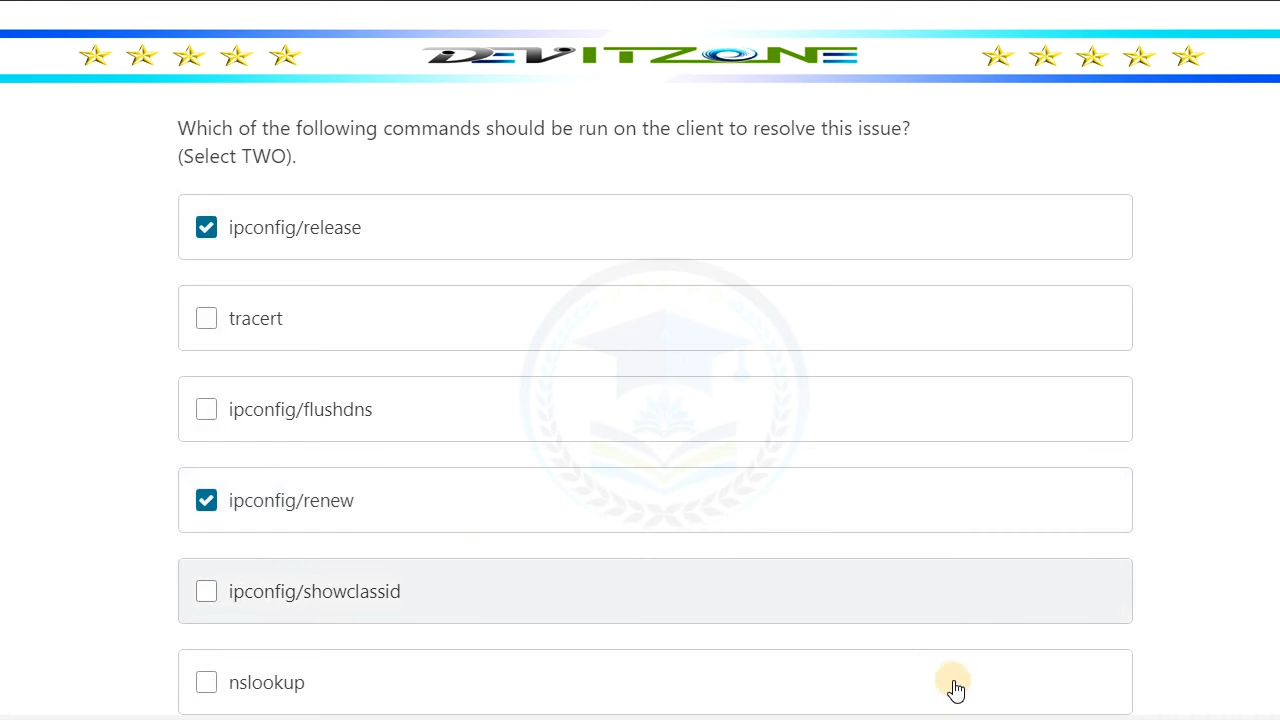 DEVITZONE
Which of the following commands should be run on the client to resolve this issue?
(Select TWO).
ipconfig/release
tracert
ipconfig/flushdns
ipconfig/renew
ipconfig/showclassid
nslookup